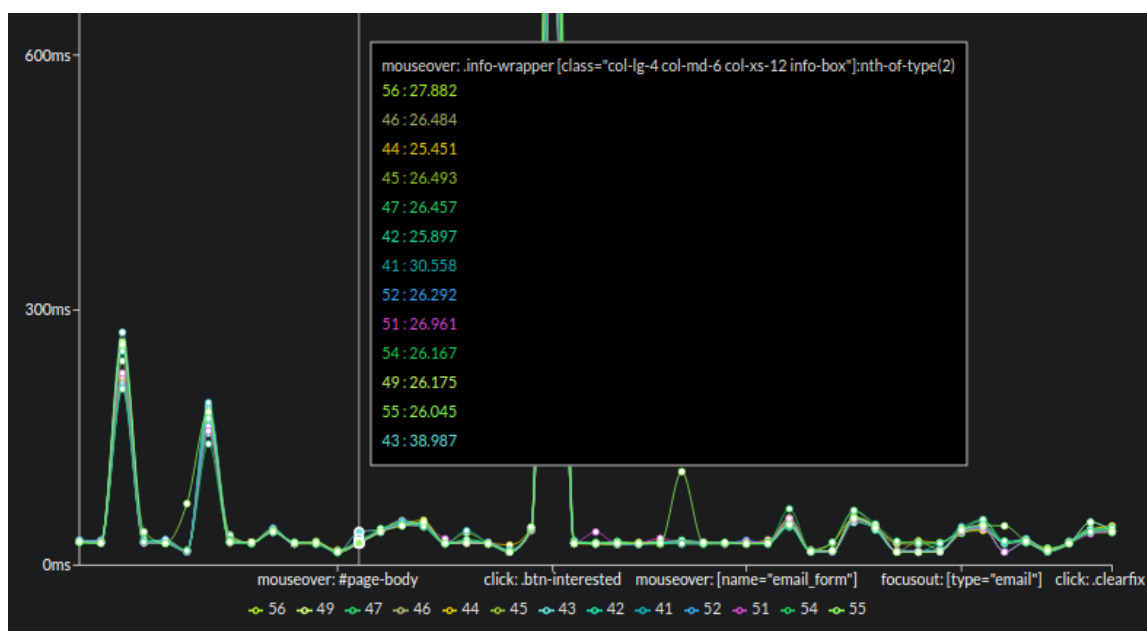 600ms
mouseover: .info-wrapper [class="col-lg-4 col-md-6 col-xs-12 info-box"]:nth-of-type(2)
56 : 27.882
46 : 26.484
44 : 25.451
45 : 26.493
47 : 26.457
42 : 25.897
41 : 30.558
52 : 26.292
51 : 26.961
54 : 26.167
49 : 26.175
55 : 26.045
43 : 38.987
300ms
0ms
mouseover: #page-body click: .btn-interested mouseover: [name="email_form"] focusout: [type="email"] click: .clearfix
56 49 47 46 44 45 43 42 41 52 51 54 55